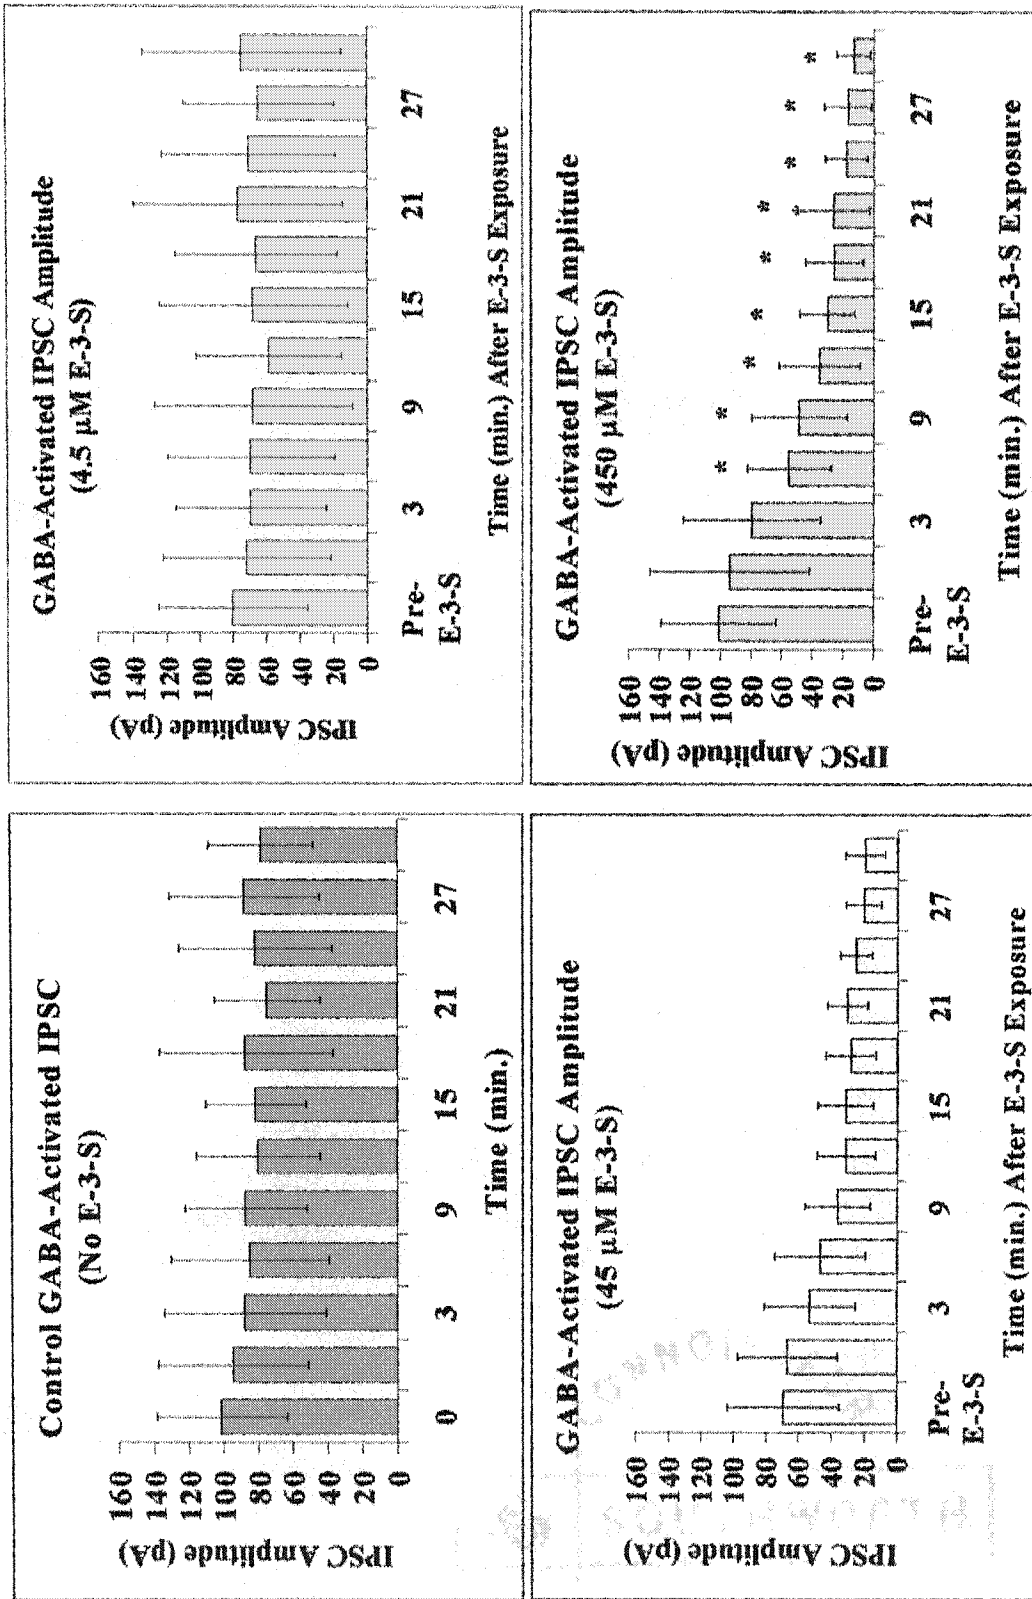 Control GABA-Activated IPSC
(No E-3-S)
IPSC Amplitude (pA)
160
140
120
100
80
60
40
20
0
0 3 9 15 21 27
Time (min.)
GABA-Activated IPSC Amplitude
(4.5 µM E-3-S)
IPSC Amplitude (pA)
160
140
120
100
80
60
40
20
0
Pre- 3 9 15 21 27
E-3-S
Time (min.) After E-3-S Exposure
GABA-Activated IPSC Amplitude
(45 µM E-3-S)
IPSC Amplitude (pA)
160
140
120
100
80
60
40
20
0
Pre- 3 9 15 21 27
E-3-S
Time (min.) After E-3-S Exposure
GABA-Activated IPSC Amplitude
(450 µM E-3-S)
IPSC Amplitude (pA)
160
140
120
100
80
60
40
20
0
* * * * * * * * *
Pre- 3 9 15 21 27
E-3-S
Time (min.) After E-3-S Exposure